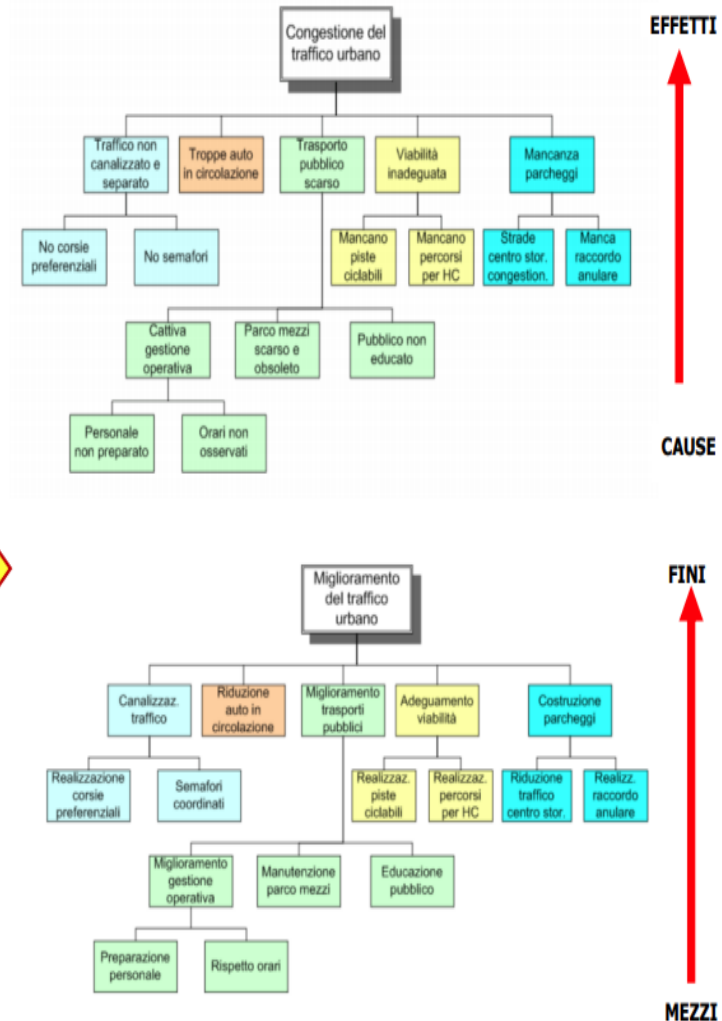 Congestione del
traffico urbano
EFFETTI
Traffico non
canalizzato e
separato
Troppe auto
in circolazione
Trasporto
pubblico
scarso
Viabilità
inadeguata
Mancanza
parcheggi
No corsie
preferenziali
No semafori
Mancano
piste
ciclabili
Mancano
percorsi
per HC
Strade
centro stor.
congestion.
Manca
raccordo
anulare
Cattiva
gestione
operativa
Parco mezzi
scarso e
obsoleto
Pubblico non
educato
Personale
non preparato
Orari non
osservati
CAUSE
Miglioramento
del traffico
urbano
FINI
Canalizzaz.
traffico
Riduzione
auto in
circolazione
Miglioramento
trasporti
pubblici
Adeguamento
viabilità
Costruzione
parcheggi
Realizzazione
corsie
preferenziali
Semafori
coordinati
Realizzaz.
piste
ciclabili
Realizzaz.
percorsi
per HC
Riduzione
traffico
centro stor.
Realizz.
raccordo
anulare
Miglioramento
gestione
operativa
Manutenzione
parco mezzi
Educazione
pubblico
Preparazione
personale
Rispetto orari
MEZZI